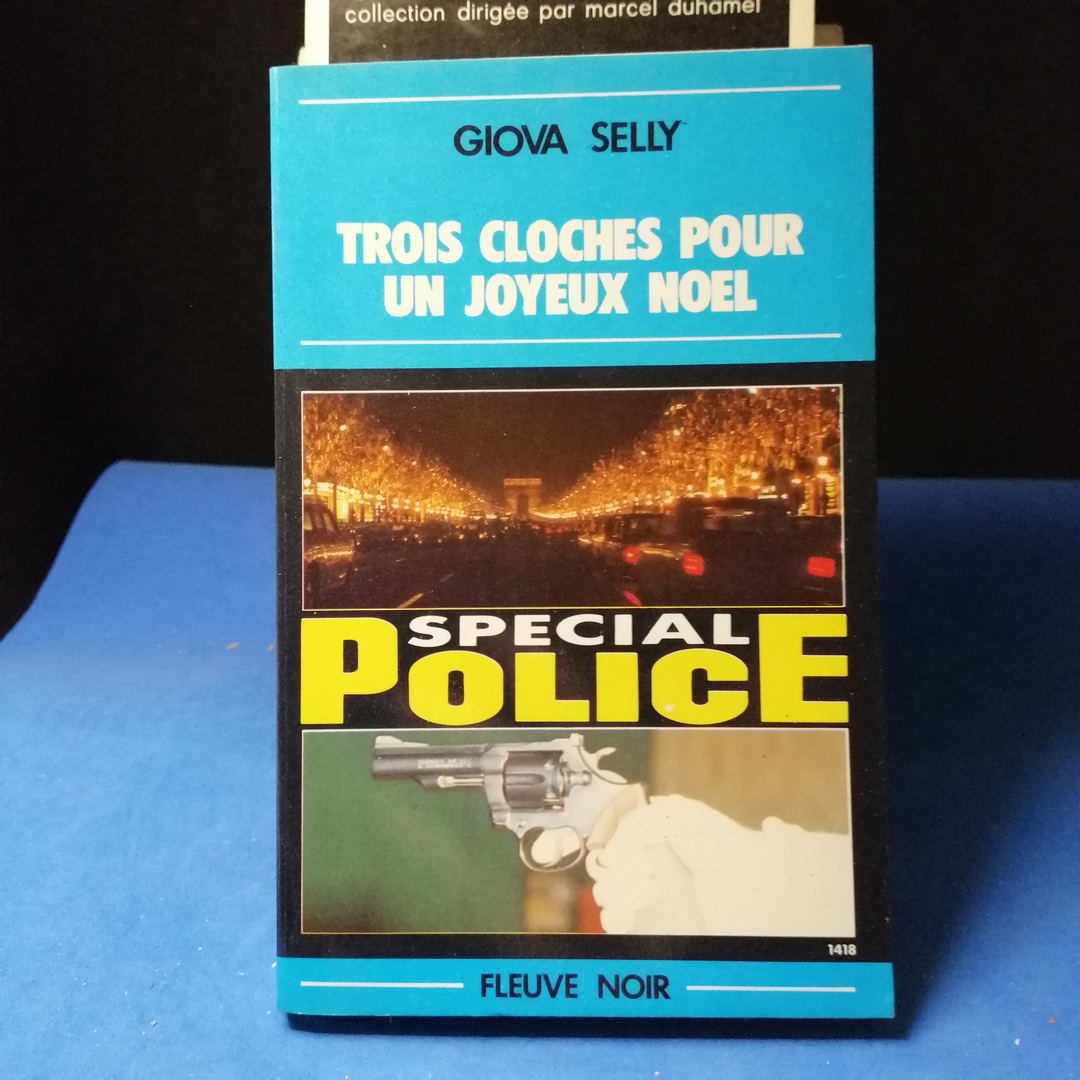 collection dirigée par marcel duhamel
GIOVA SELLY
TROIS CLOCHES POUR
UN JOYEUX NOEL
SPECIAL
POLICE
1418
FLEUVE NOIR